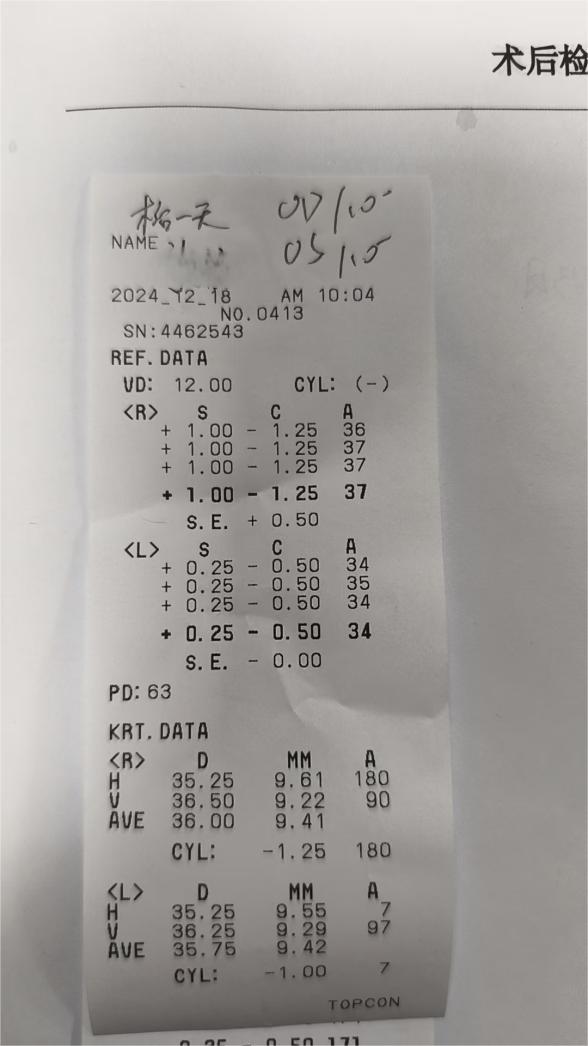 术后检
一天 OD 1.0
NAME OS 1.0
2024_12_18 AM 10:04
NO.0413
SN:4462543
REF.DATA
VD: 12.00 CYL: (-)
<R> S C A
+ 1.00 - 1.25 36
+ 1.00 - 1.25 37
+ 1.00 - 1.25 37
+ 1.00 - 1.25 37
S.E. + 0.50
<L> S C A
+ 0.25 - 0.50 34
+ 0.25 - 0.50 35
+ 0.25 - 0.50 34
+ 0.25 - 0.50 34
S.E. - 0.00
PD: 63
KRT.DATA
<R> D MM A
H 35.25 9.61 180
V 36.50 9.22 90
AVE 36.00 9.41
CYL: -1.25 180
<L> D MM A
H 35.25 9.55 7
V 36.25 9.29 97
AVE 35.75 9.42
CYL: -1.00 7
TOPCON